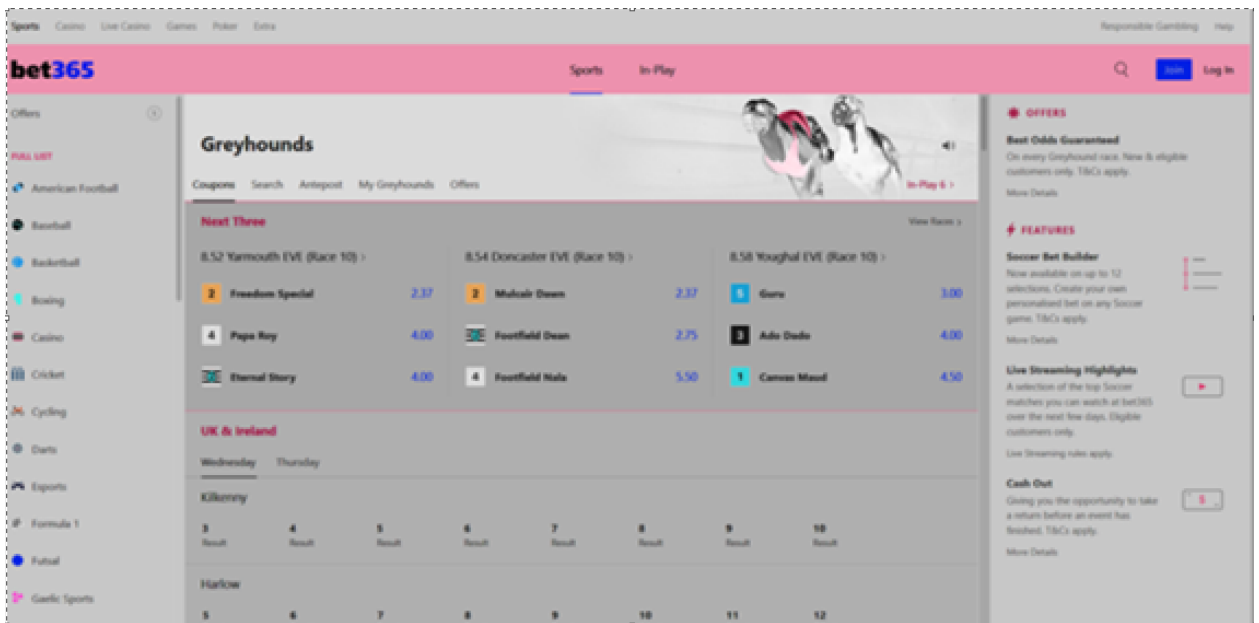 Sports Casino Live Casino Games Poker Extra
Responsible Gambling Help
bet365
Sports In-Play
Join Log In
Offers
FULL LIST
American Football
Baseball
Basketball
Boxing
Casino
Cricket
Cycling
Darts
Esports
Formula 1
Futsal
Gaelic Sports
Greyhounds
Coupons Search Antepost My Greyhounds Offers
In-Play 6 >
Next Three
View Races >
8.52 Yarmouth EVE (Race 10) >
2 Freedom Special 2.37
4 Papa Roy 4.00
Eternal Story 4.00
8.54 Doncaster EVE (Race 10) >
2 Mulcair Dawn 2.37
Footfield Dean 2.75
4 Footfield Nala 5.50
8.58 Youghal EVE (Race 10) >
5 Guru 3.00
3 Ado Dodo 4.00
1 Canvas Maud 4.50
UK & Ireland
Wednesday Thursday
Kilkenny
3 4 5 6 7 8 9 10
Result Result Result Result Result Result Result Result
Harlow
5 6 7 8 9 10 11 12
OFFERS
Best Odds Guaranteed
On every Greyhound race. New & eligible
customers only. T&Cs apply.
More Details
FEATURES
Soccer Bet Builder
Now available on up to 12
selections. Create your own
personalised bet on any Soccer
game. T&Cs apply.
More Details
Live Streaming Highlights
A selection of the top Soccer
matches you can watch at bet365
over the next few days. Eligible
customers only.
Live Streaming rules apply.
Cash Out
Giving you the opportunity to take
a return before an event has
finished. T&Cs apply.
More Details